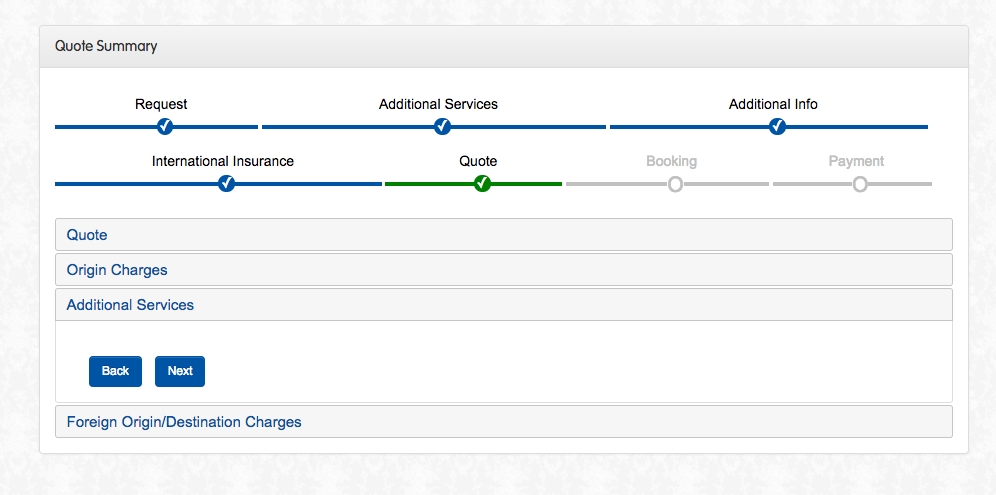 Quote Summary
Request Additional Services Additional Info
International Insurance Quote Booking Payment
Quote
Origin Charges
Additional Services
Back Next
Foreign Origin/Destination Charges